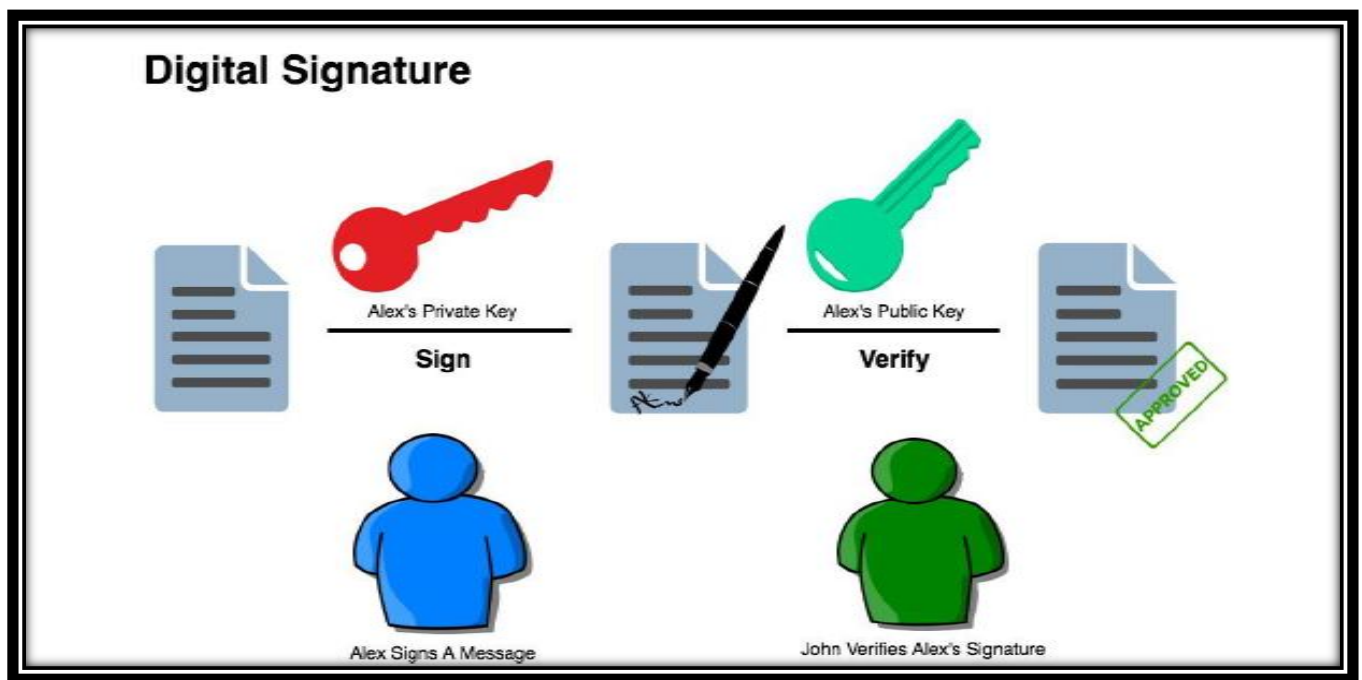 Digital Signature
Alex's Private Key
Sign
Alex's Public Key
Verify
APPROVED
Alex Signs A Message
John Verifies Alex's Signature